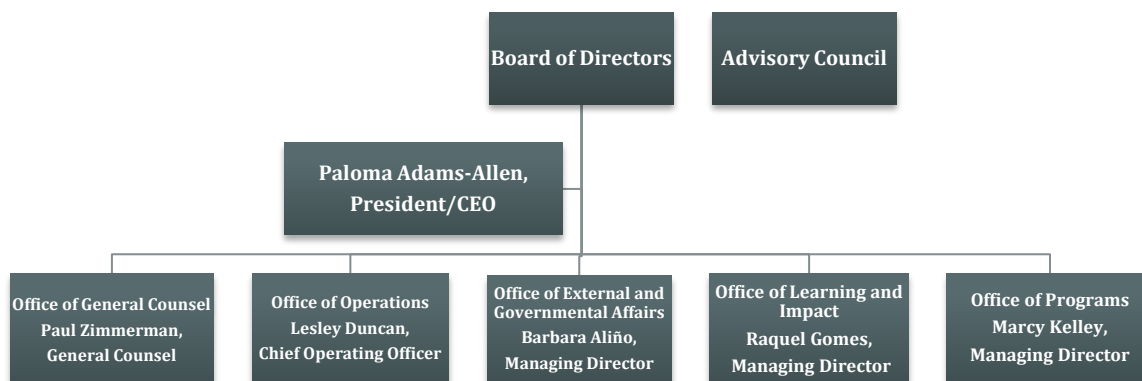 Board of Directors
Advisory Council
Paloma Adams-Allen,
President/CEO
Office of General Counsel
Paul Zimmerman,
General Counsel
Office of Operations
Lesley Duncan,
Chief Operating Officer
Office of External and
Governmental Affairs
Barbara Aliño,
Managing Director
Office of Learning and
Impact
Raquel Gomes,
Managing Director
Office of Programs
Marcy Kelley,
Managing Director